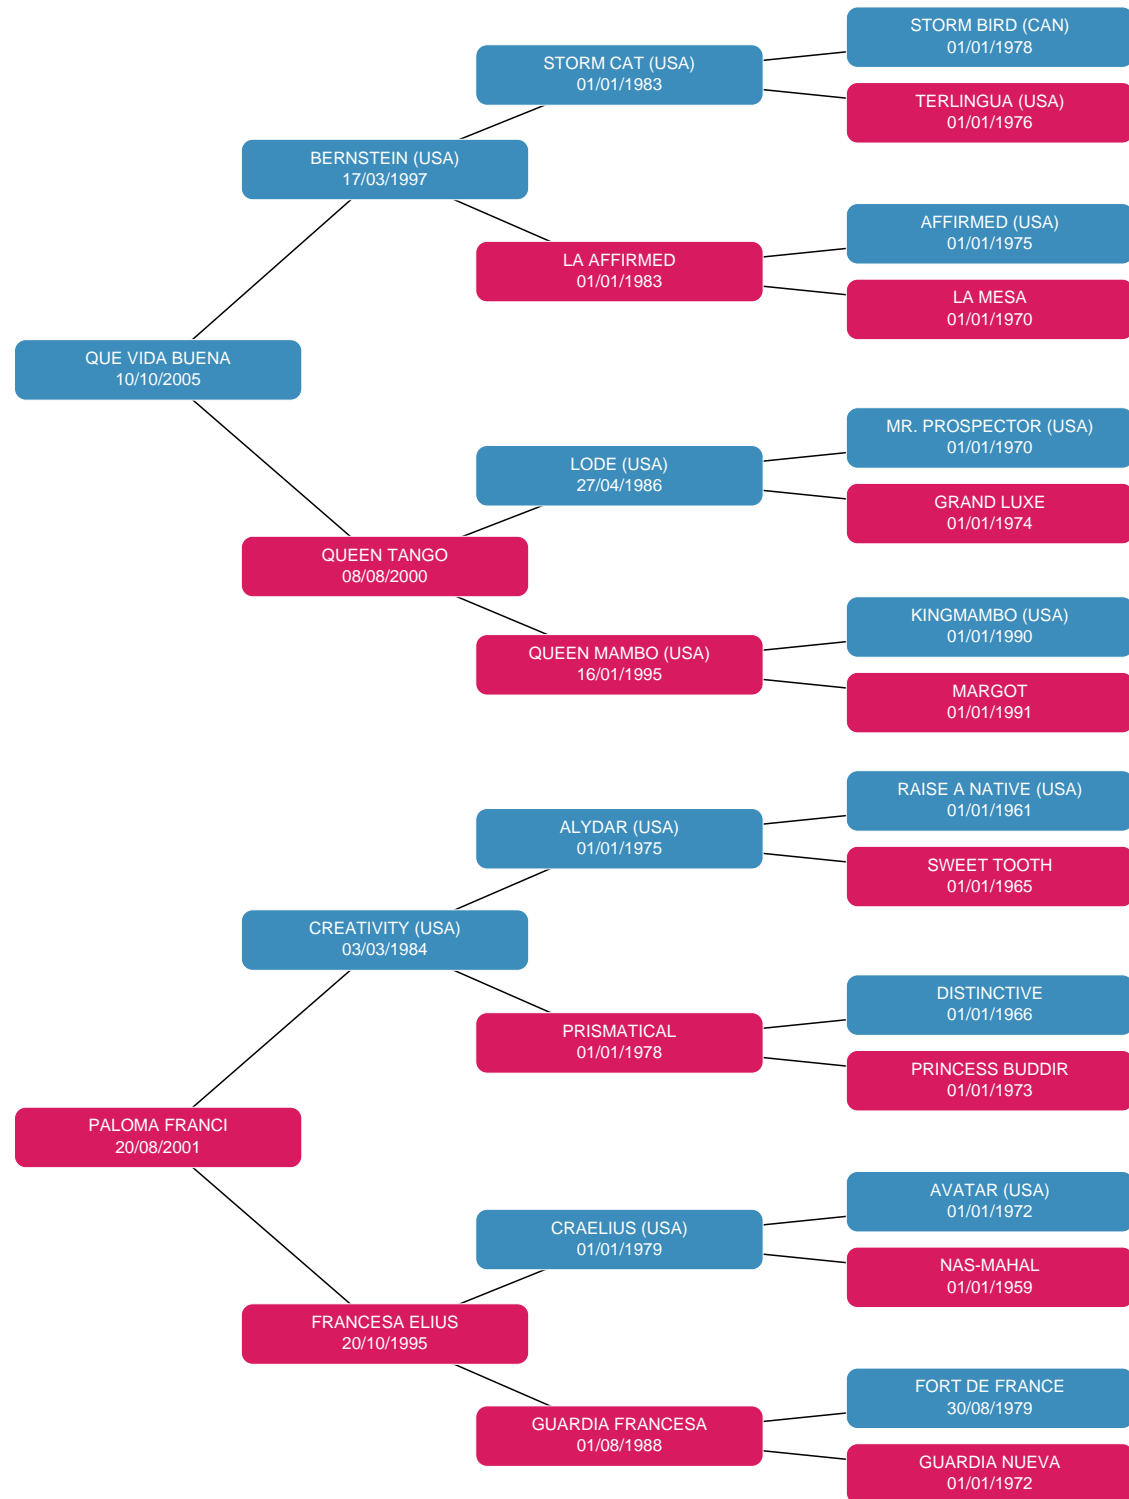 STORM BIRD (CAN)
01/01/1978
STORM CAT (USA)
01/01/1983
TERLINGUA (USA)
01/01/1976
BERNSTEIN (USA)
17/03/1997
AFFIRMED (USA)
01/01/1975
LA AFFIRMED
01/01/1983
LA MESA
01/01/1970
QUE VIDA BUENA
10/10/2005
MR. PROSPECTOR (USA)
01/01/1970
LODE (USA)
27/04/1986
GRAND LUXE
01/01/1974
QUEEN TANGO
08/08/2000
KINGMAMBO (USA)
01/01/1990
QUEEN MAMBO (USA)
16/01/1995
MARGOT
01/01/1991
RAISE A NATIVE (USA)
01/01/1961
ALYDAR (USA)
01/01/1975
SWEET TOOTH
01/01/1965
CREATIVITY (USA)
03/03/1984
DISTINCTIVE
01/01/1966
PRISMATICAL
01/01/1978
PRINCESS BUDDIR
01/01/1973
PALOMA FRANCI
20/08/2001
AVATAR (USA)
01/01/1972
CRAELIUS (USA)
01/01/1979
NAS-MAHAL
01/01/1959
FRANCESA ELIUS
20/10/1995
FORT DE FRANCE
30/08/1979
GUARDIA FRANCESA
01/08/1988
GUARDIA NUEVA
01/01/1972